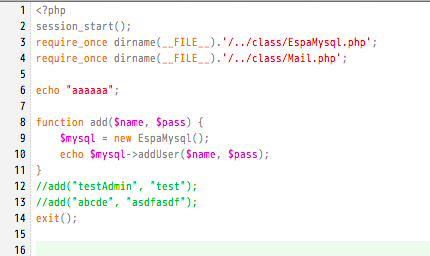 1 <?php
2 session_start();
3 require_once dirname(__FILE__).'/../class/EspaMysql.php';
4 require_once dirname(__FILE__).'/../class/Mail.php';
5
6 echo "aaaaaa";
7
8 function add($name, $pass) {
9     $mysql = new EspaMysql();
10     echo $mysql->addUser($name, $pass);
11 }
12 //add("testAdmin", "test");
13 //add("abcde", "asdfasdf");
14 exit();
15
16